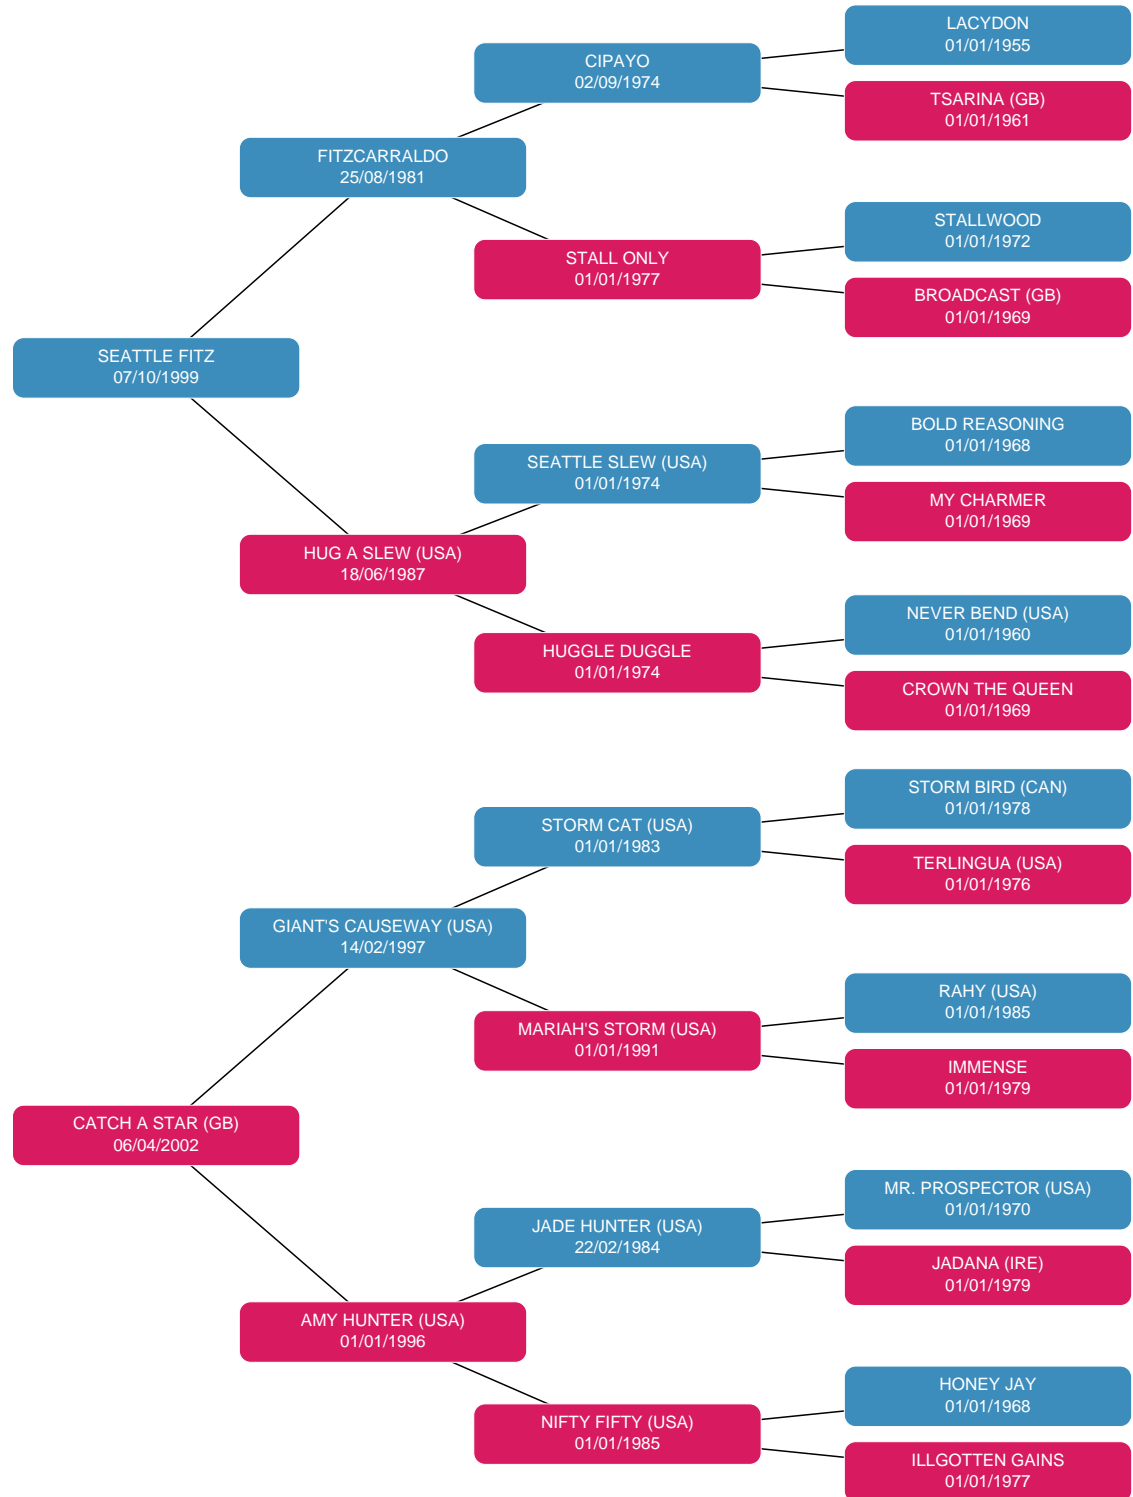 LACYDON
01/01/1955
CIPAYO
02/09/1974
TSARINA (GB)
01/01/1961
FITZCARRALDO
25/08/1981
STALLWOOD
01/01/1972
STALL ONLY
01/01/1977
BROADCAST (GB)
01/01/1969
SEATTLE FITZ
07/10/1999
BOLD REASONING
01/01/1968
SEATTLE SLEW (USA)
01/01/1974
MY CHARMER
01/01/1969
HUG A SLEW (USA)
18/06/1987
NEVER BEND (USA)
01/01/1960
HUGGLE DUGGLE
01/01/1974
CROWN THE QUEEN
01/01/1969
STORM BIRD (CAN)
01/01/1978
STORM CAT (USA)
01/01/1983
TERLINGUA (USA)
01/01/1976
GIANT'S CAUSEWAY (USA)
14/02/1997
RAHY (USA)
01/01/1985
MARIAH'S STORM (USA)
01/01/1991
IMMENSE
01/01/1979
CATCH A STAR (GB)
06/04/2002
MR. PROSPECTOR (USA)
01/01/1970
JADE HUNTER (USA)
22/02/1984
JADANA (IRE)
01/01/1979
AMY HUNTER (USA)
01/01/1996
HONEY JAY
01/01/1968
NIFTY FIFTY (USA)
01/01/1985
ILLGOTTEN GAINS
01/01/1977